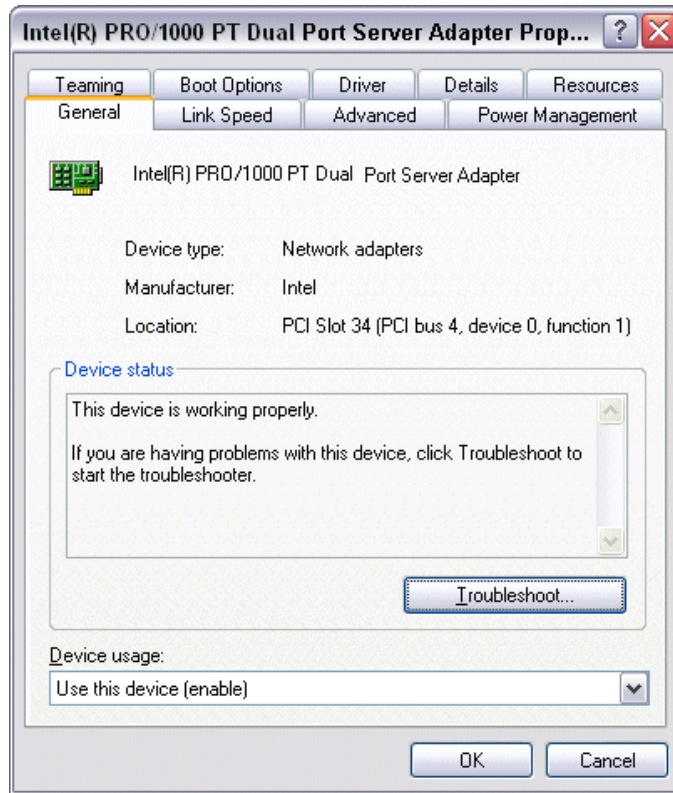 Intel(R) PRO/1000 PT Dual Port Server Adapter Prop...
Teaming Boot Options Driver Details Resources
General Link Speed Advanced Power Management
Intel(R) PRO/1000 PT Dual Port Server Adapter
Device type: Network adapters
Manufacturer: Intel
Location: PCI Slot 34 (PCI bus 4, device 0, function 1)
Device status
This device is working properly.
If you are having problems with this device, click Troubleshoot to
start the troubleshooter.
Troubleshoot...
Device usage:
Use this device (enable)
OK Cancel